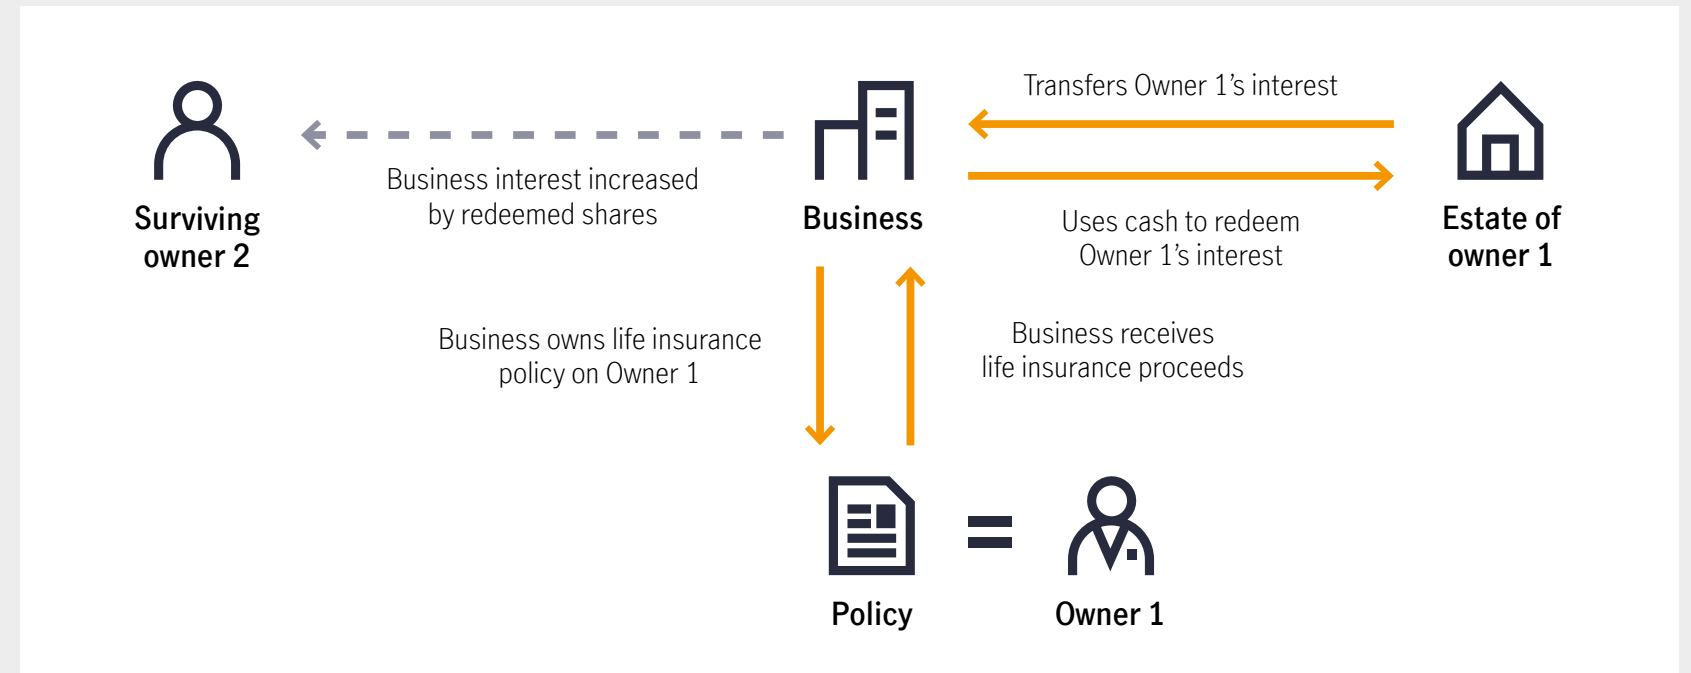 Transfers Owner 1’s interest
Business interest increased
by redeemed shares
Surviving
owner 2
Business
Uses cash to redeem
Owner 1’s interest
Estate of
owner 1
Business owns life insurance
policy on Owner 1
Business receives
life insurance proceeds
=
Policy
Owner 1